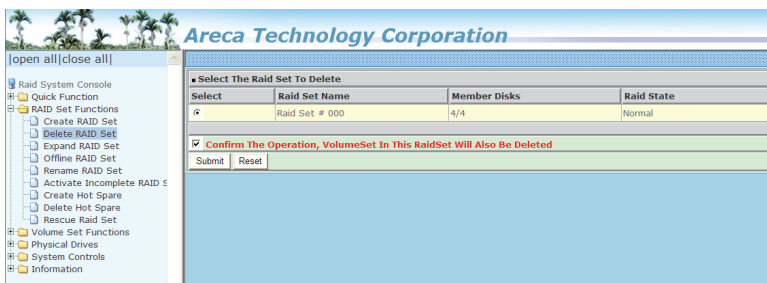 Areca Technology Corporation
|open all|close all|
Raid System Console
Quick Function
RAID Set Functions
Create RAID Set
Delete RAID Set
Expand RAID Set
Offline RAID Set
Rename RAID Set
Activate Incomplete RAID S
Create Hot Spare
Delete Hot Spare
Rescue Raid Set
Volume Set Functions
Physical Drives
System Controls
Information
Select The Raid Set To Delete
Select Raid Set Name Member Disks Raid State
Raid Set # 000 4/4 Normal
Confirm The Operation, VolumeSet In This RaidSet Will Also Be Deleted
Submit Reset